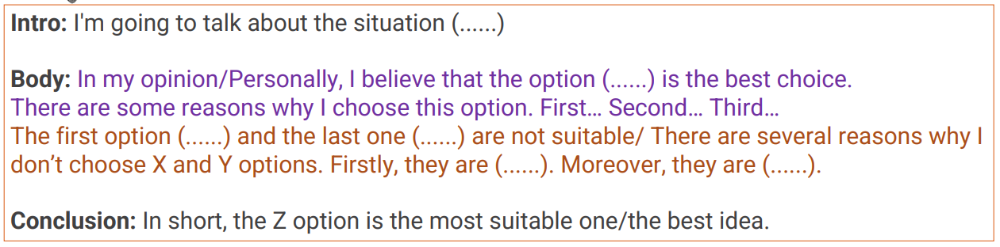 Intro: I'm going to talk about the situation (......)
Body: In my opinion/Personally, I believe that the option (......) is the best choice.
There are some reasons why I choose this option. First... Second... Third...
The first option (......) and the last one (......) are not suitable/ There are several reasons why I
don’t choose X and Y options. Firstly, they are (......). Moreover, they are (......).
Conclusion: In short, the Z option is the most suitable one/the best idea.